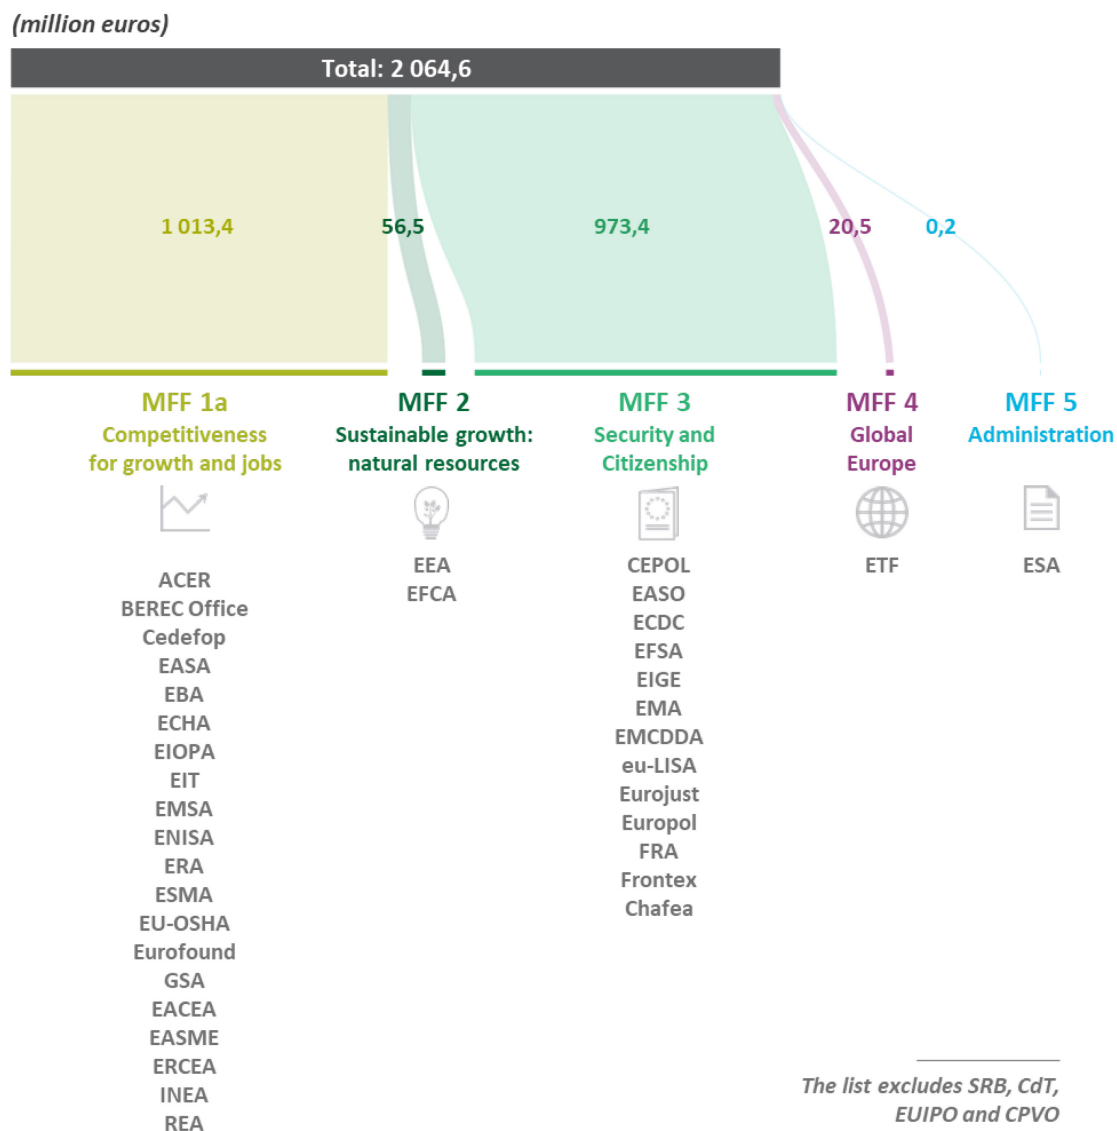 (million euros)
Total: 2 064,6
1 013,4
56,5
973,4
20,5
0,2
MFF 1a
Competitiveness
for growth and jobs
MFF 2
Sustainable growth:
natural resources
MFF 3
Security and
Citizenship
MFF 4
Global
Europe
MFF 5
Administration
ACER
BEREC Office
Cedefop
EASA
EBA
ECHA
EIOPA
EIT
EMSA
ENISA
ERA
ESMA
EU-OSHA
Eurofound
GSA
EACEA
EASME
ERCEA
INEA
REA
EEA
EFCA
CEPOL
EASO
ECDC
EFSA
EIGE
EMA
EMCDDA
eu-LISA
Eurojust
Europol
FRA
Frontex
Chafea
ETF
ESA
The list excludes SRB, CdT,
EUIPO and CPVO